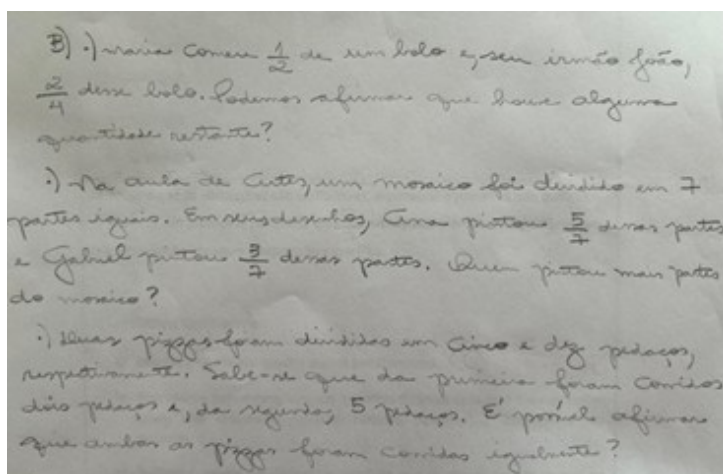 B) .) Maria comeu 1/2 de um bolo e, seu irmão João,
2/4 desse bolo. Podemos afirmar que houve alguma
quantidade restante?
.) Na aula de Artes, um mosaico foi dividido em 7
partes iguais. Em seus desenhos, Ana pintou 5/7 dessas partes
e Gabriel pintou 3/7 dessas partes. Quem pintou mais partes
do mosaico?
.) Duas pizzas foram divididas em cinco e dez pedaços,
respectivamente. Sabe-se que da primeira foram comidos
dois pedaços e, da segunda, 5 pedaços. É possível afirmar
que ambas as pizzas foram comidas igualmente?